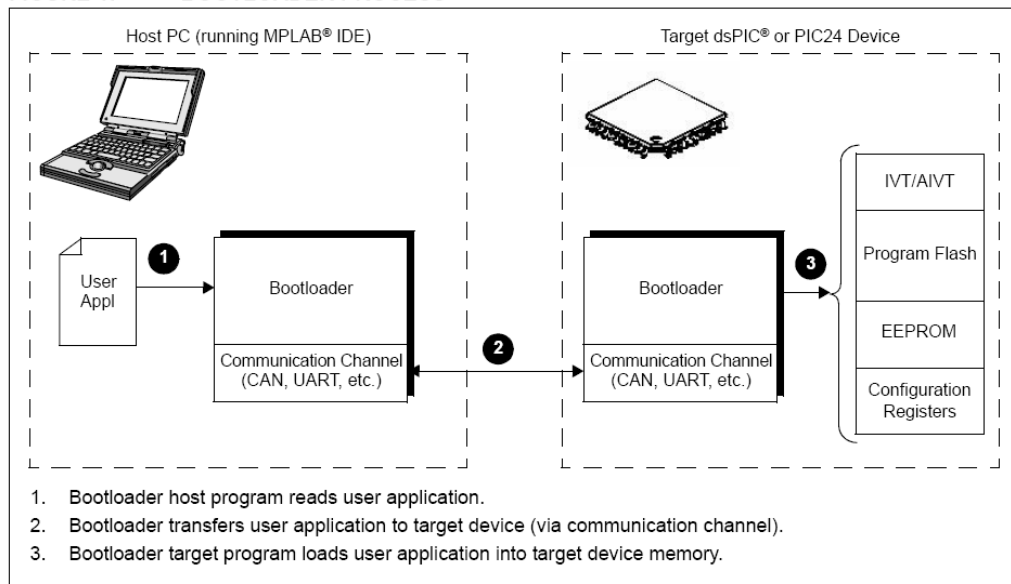 Host PC (running MPLAB® IDE)
Target dsPIC® or PIC24 Device
User
Appl
1
Bootloader
Communication Channel
(CAN, UART, etc.)
2
Bootloader
Communication Channel
(CAN, UART, etc.)
3
IVT/AIVT
Program Flash
EEPROM
Configuration
Registers
1. Bootloader host program reads user application.
2. Bootloader transfers user application to target device (via communication channel).
3. Bootloader target program loads user application into target device memory.